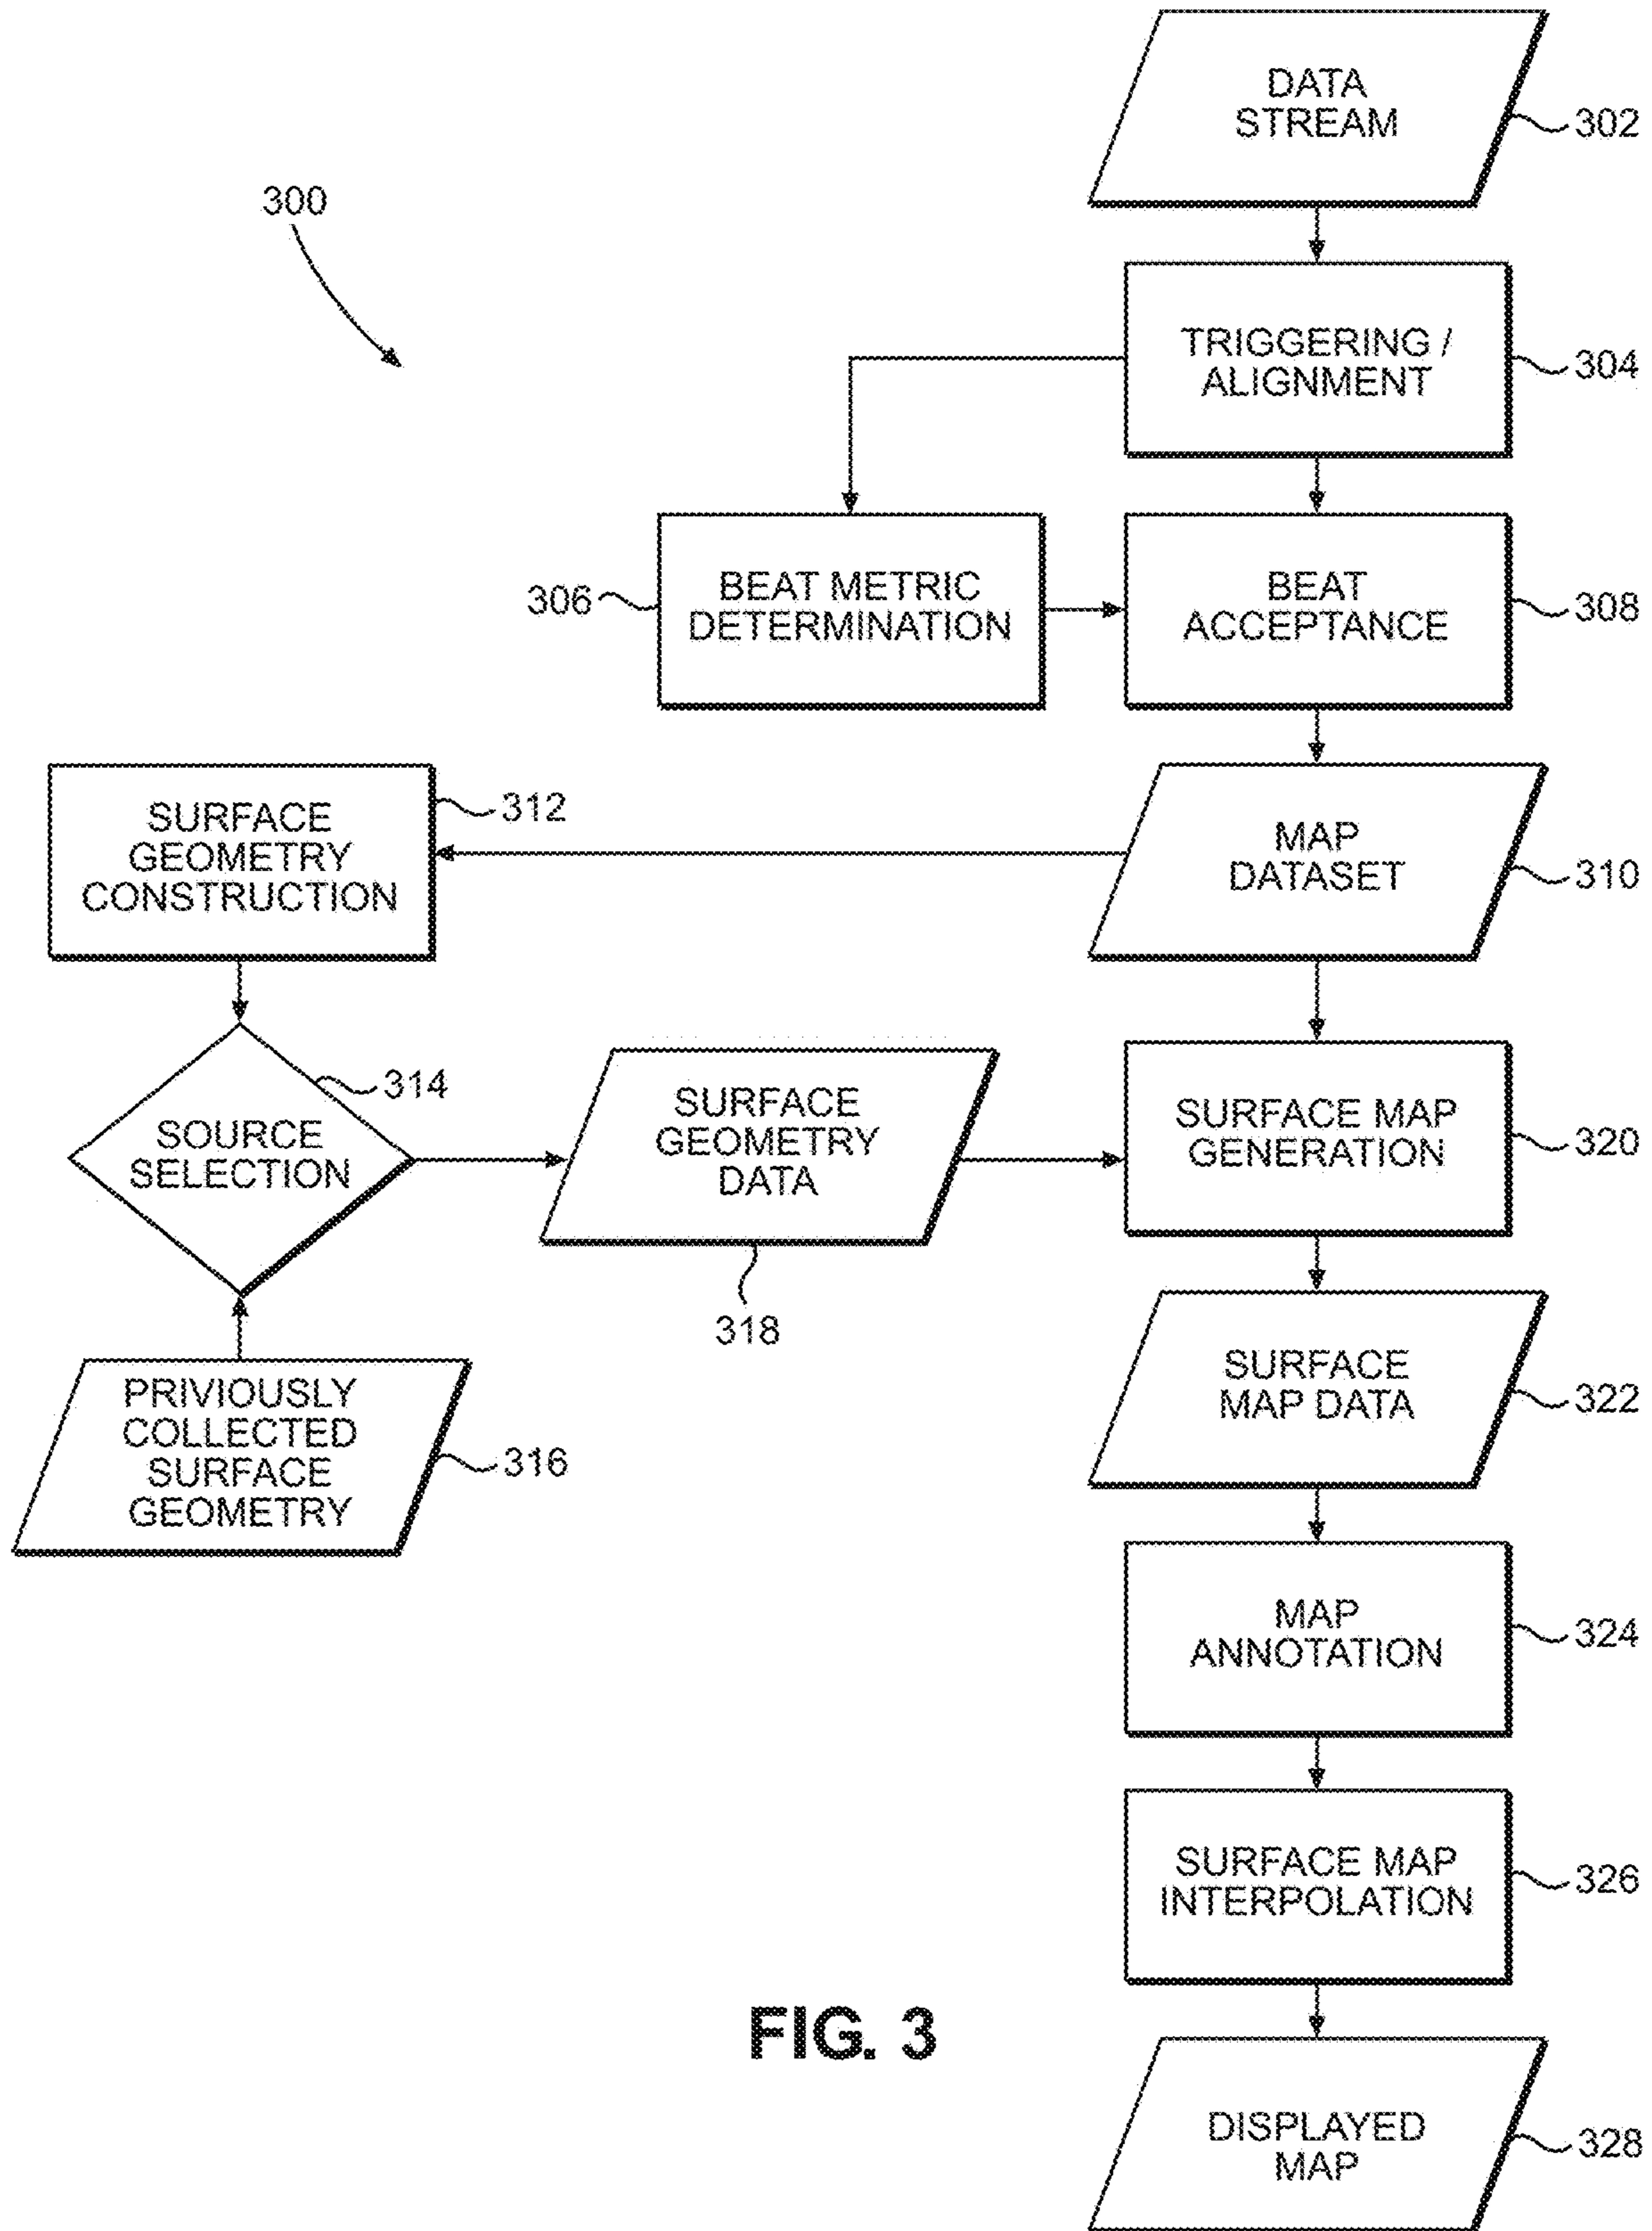 DATA
STREAM
302
300
TRIGGERING /
ALIGNMENT
304
306
BEAT METRIC
DETERMINATION
BEAT
ACCEPTANCE
308
SURFACE
GEOMETRY
CONSTRUCTION
312
MAP
DATASET
310
314
SOURCE
SELECTION
SURFACE
GEOMETRY
DATA
318
SURFACE MAP
GENERATION
320
PRIVIOUSLY
COLLECTED
SURFACE
GEOMETRY
316
SURFACE
MAP DATA
322
MAP
ANNOTATION
324
SURFACE MAP
INTERPOLATION
326
FIG. 3
DISPLAYED
MAP
328